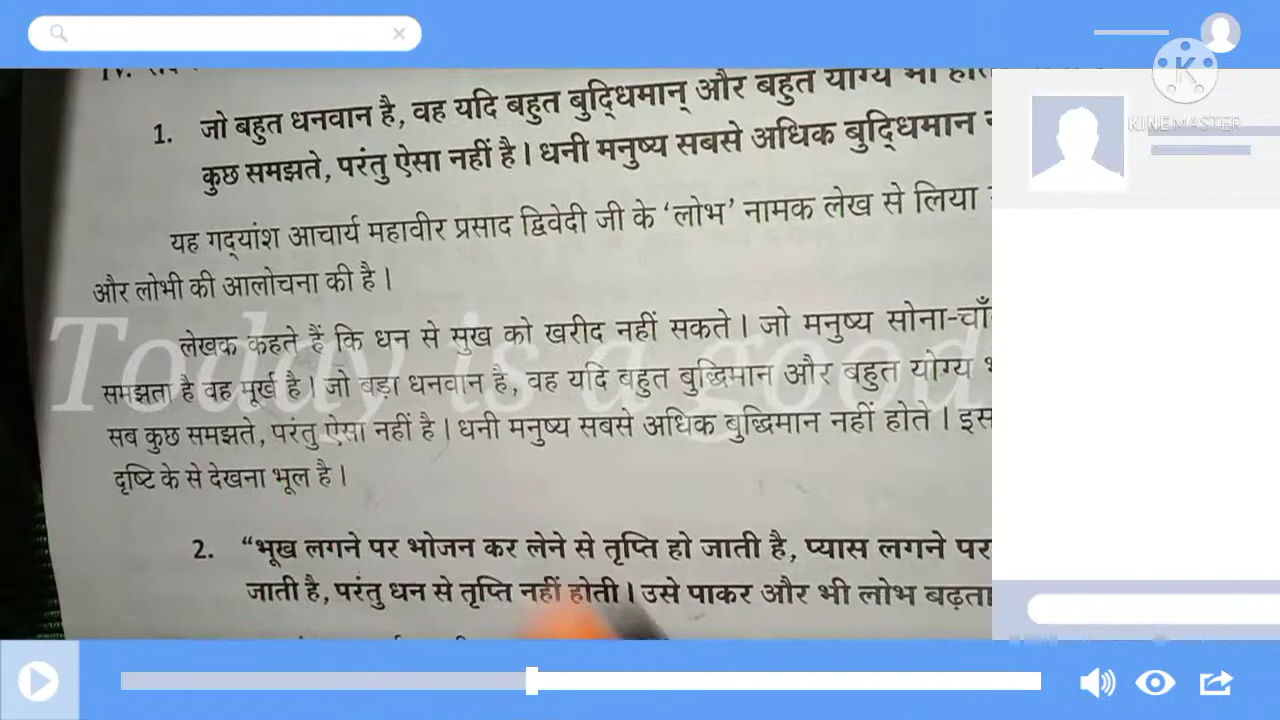 1. जो बहुत धनवान है, वह यदि बहुत बुद्धिमान् और बहुत योग्य भी
कुछ समझते, परंतु ऐसा नहीं है। धनी मनुष्य सबसे अधिक बुद्धिमान
यह गद्यांश आचार्य महावीर प्रसाद द्विवेदी जी के ‘लोभ’ नामक लेख से लिया
और लोभी की आलोचना की है।
लेखक कहते हैं कि धन से सुख को खरीद नहीं सकते। जो मनुष्य सोना-चाँ
समझता है वह मूर्ख है। जो बड़ा धनवान है, वह यदि बहुत बुद्धिमान और बहुत योग्य
सब कुछ समझते, परंतु ऐसा नहीं है। धनी मनुष्य सबसे अधिक बुद्धिमान नहीं होते। इस
दृष्टि के से देखना भूल है।
Today is a good
2. “भूख लगने पर भोजन कर लेने से तृप्ति हो जाती है, प्यास लगने पर
जाती है, परंतु धन से तृप्ति नहीं होती। उसे पाकर और भी लोभ बढ़ता
K
KINEMASTER